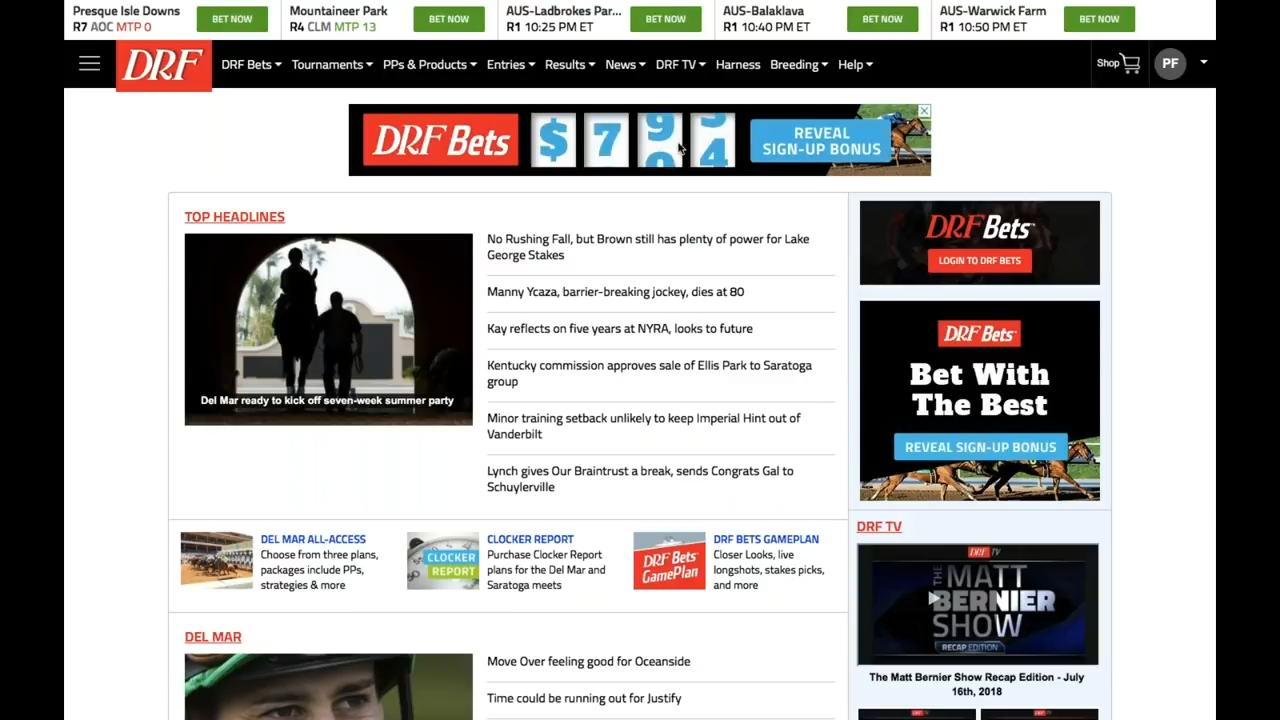 Presque Isle Downs
R7 AOC MTP 0
BET NOW
Mountaineer Park
R4 CLM MTP 13
BET NOW
AUS-Ladbrokes Par...
R1 10:25 PM ET
BET NOW
AUS-Balaklava
R1 10:40 PM ET
BET NOW
AUS-Warwick Farm
R1 10:50 PM ET
BET NOW
DRF
DRF Bets
Tournaments
PPs & Products
Entries
Results
News
DRF TV
Harness
Breeding
Help
Shop
PF
DRF Bets
$ 7
4
REVEAL
SIGN-UP BONUS
TOP HEADLINES
Del Mar ready to kick off seven-week summer party
No Rushing Fall, but Brown still has plenty of power for Lake
George Stakes
Manny Ycaza, barrier-breaking jockey, dies at 80
Kay reflects on five years at NYRA, looks to future
Kentucky commission approves sale of Ellis Park to Saratoga
group
Minor training setback unlikely to keep Imperial Hint out of
Vanderbilt
Lynch gives Our Braintrust a break, sends Congrats Gal to
Schuylerville
DRF Bets
LOGIN TO DRF BETS
DRF Bets
Bet With
The Best
REVEAL SIGN-UP BONUS
CLOCKER
REPORT
DRF Bets
GamePlan
DEL MAR ALL-ACCESS
Choose from three plans,
packages include PPs,
strategies & more
CLOCKER REPORT
Purchase Clocker Report
plans for the Del Mar and
Saratoga meets
DRF BETS GAMEPLAN
Closer Looks, live
longshots, stakes picks,
and more
DRF TV
DRF TV
THE
MATT
BERNIER
SHOW
RECAP EDITION
The Matt Bernier Show Recap Edition - July
16th, 2018
DEL MAR
Move Over feeling good for Oceanside
Time could be running out for Justify